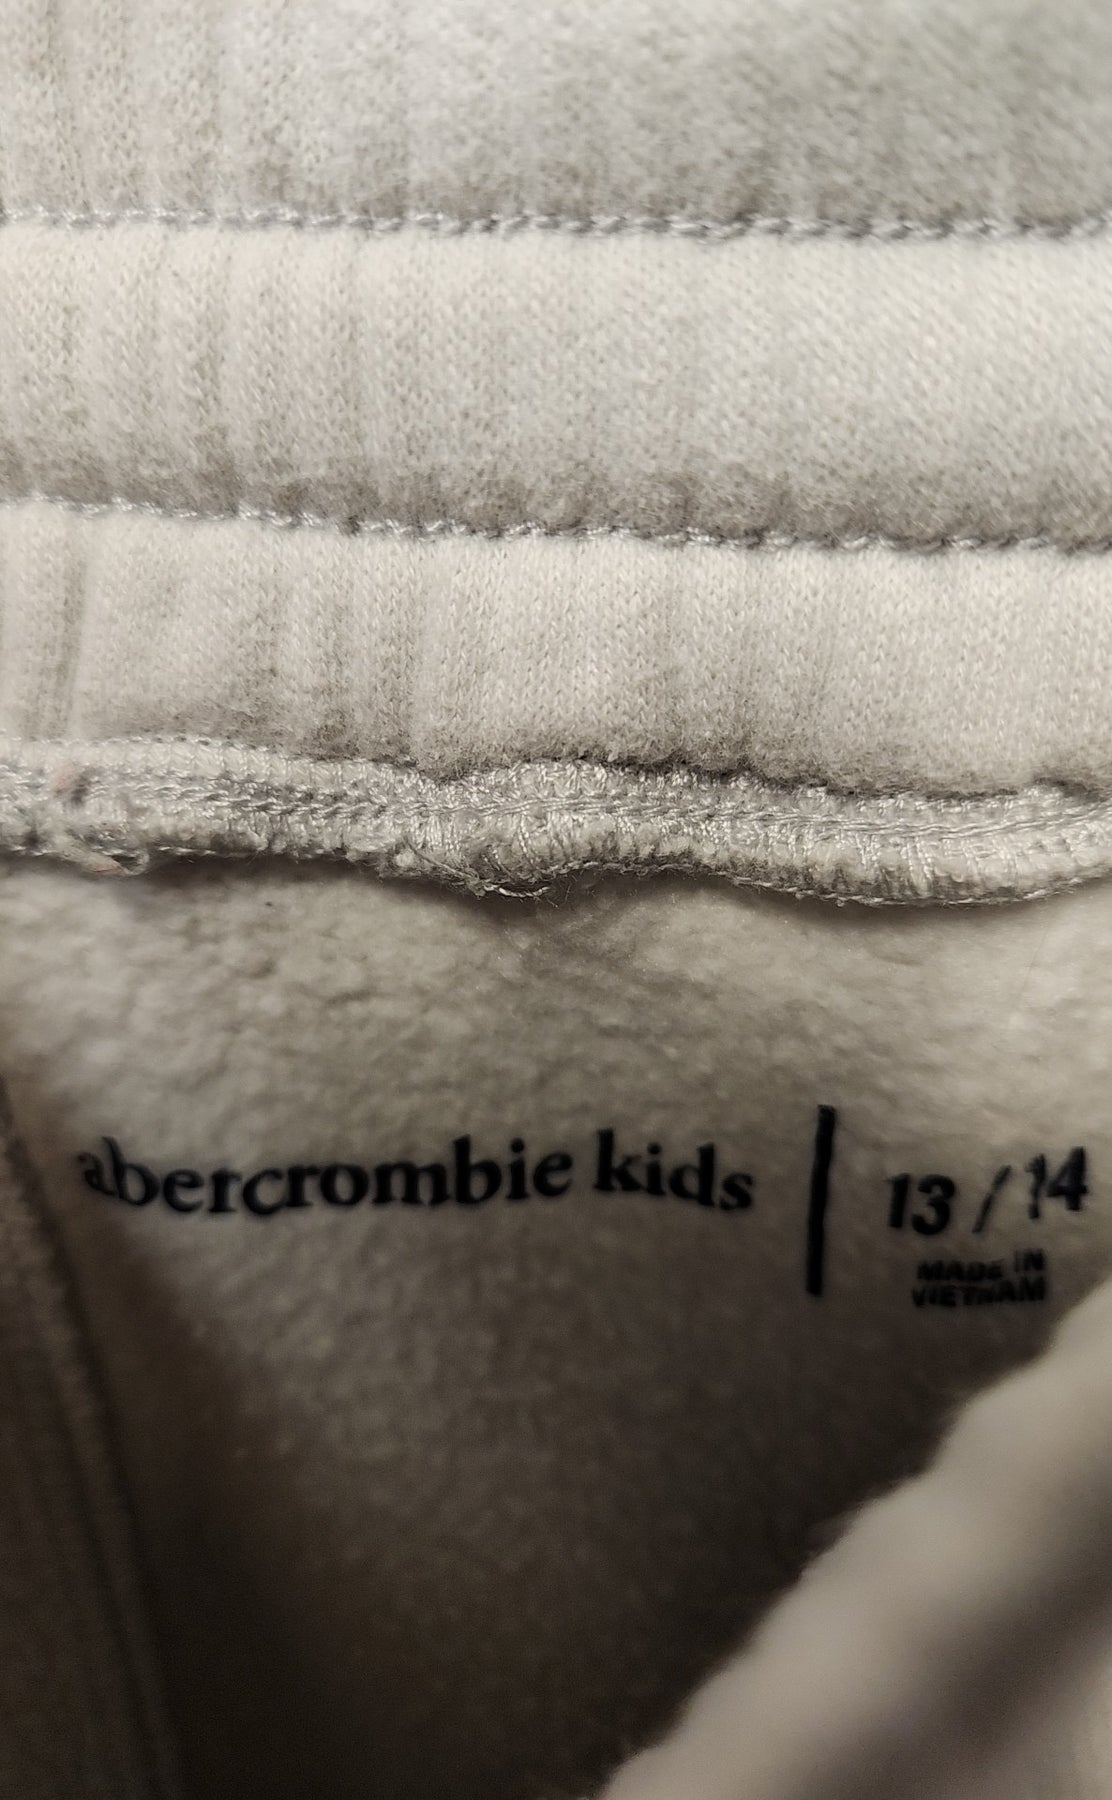 abercrombie kids | 13 / 14
MADE IN
VIETNAM